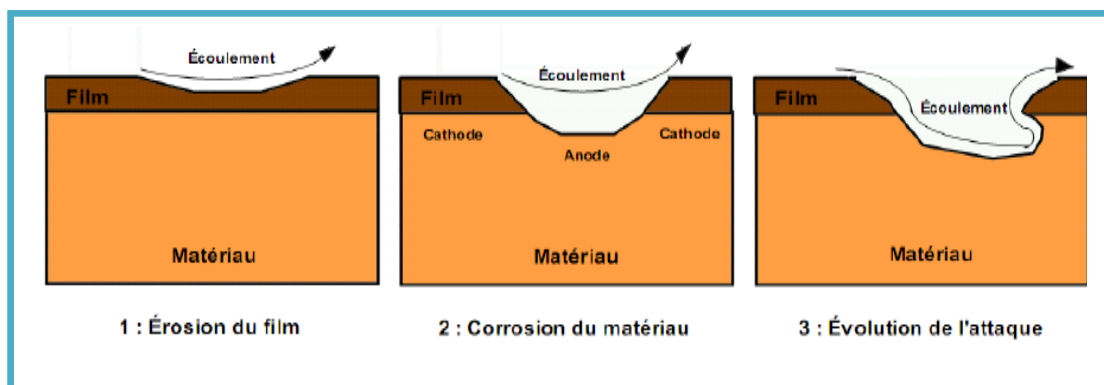 Écoulement
Film
Matériau
1 : Érosion du film
Écoulement
Film
Cathode
Cathode
Anode
Matériau
2 : Corrosion du matériau
Film
Écoulement
Matériau
3 : Évolution de l'attaque